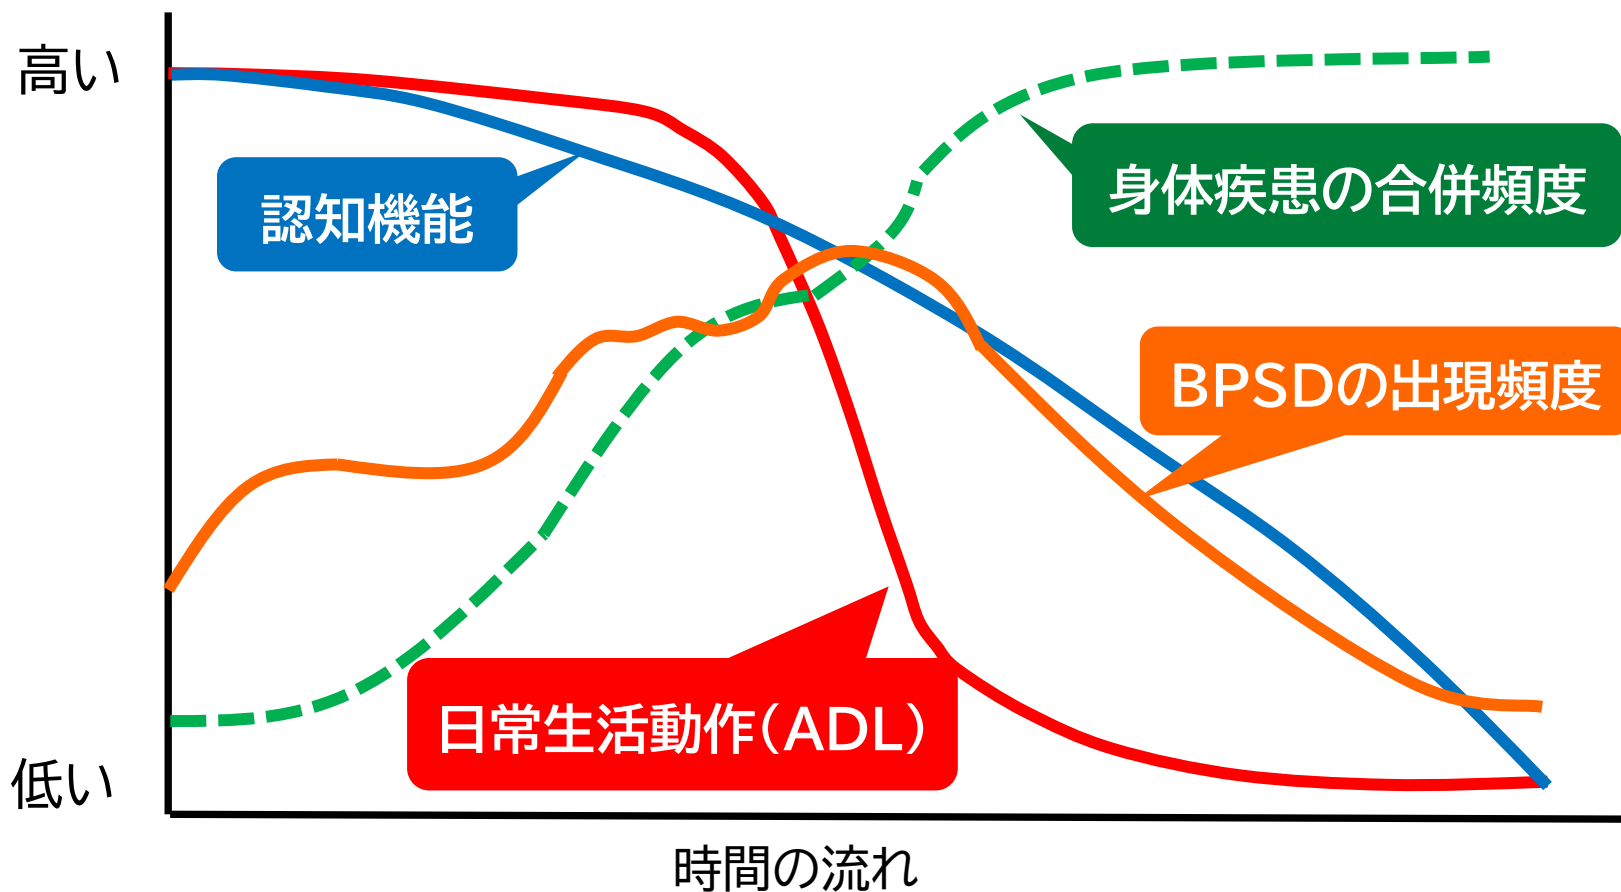 高い
認知機能
身体疾患の合併頻度
BPSDの出現頻度
日常生活動作（ADL）
低い
時間の流れ